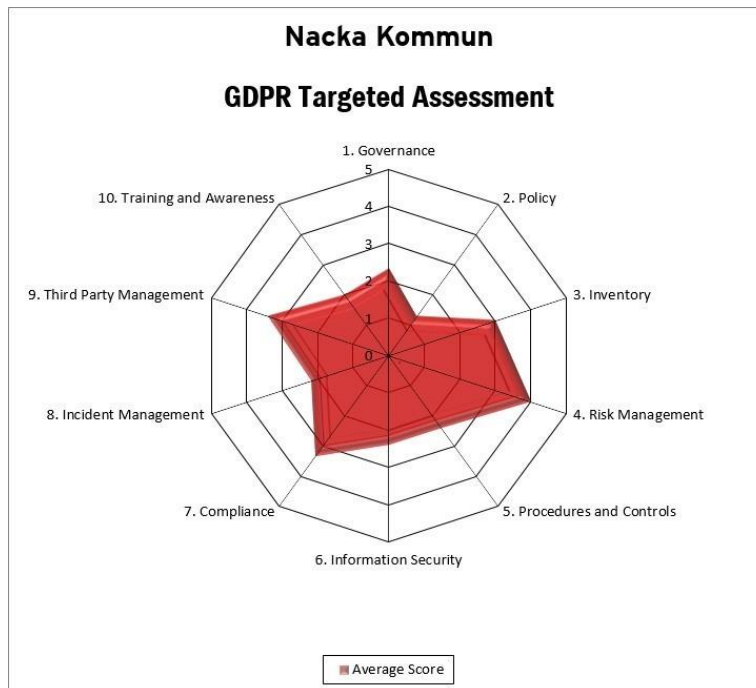 Nacka Kommun
GDPR Targeted Assessment
1. Governance
5
10. Training and Awareness
2. Policy
4
3
9. Third Party Management
3. Inventory
2
1
0
8. Incident Management
4. Risk Management
7. Compliance
5. Procedures and Controls
6. Information Security
Average Score